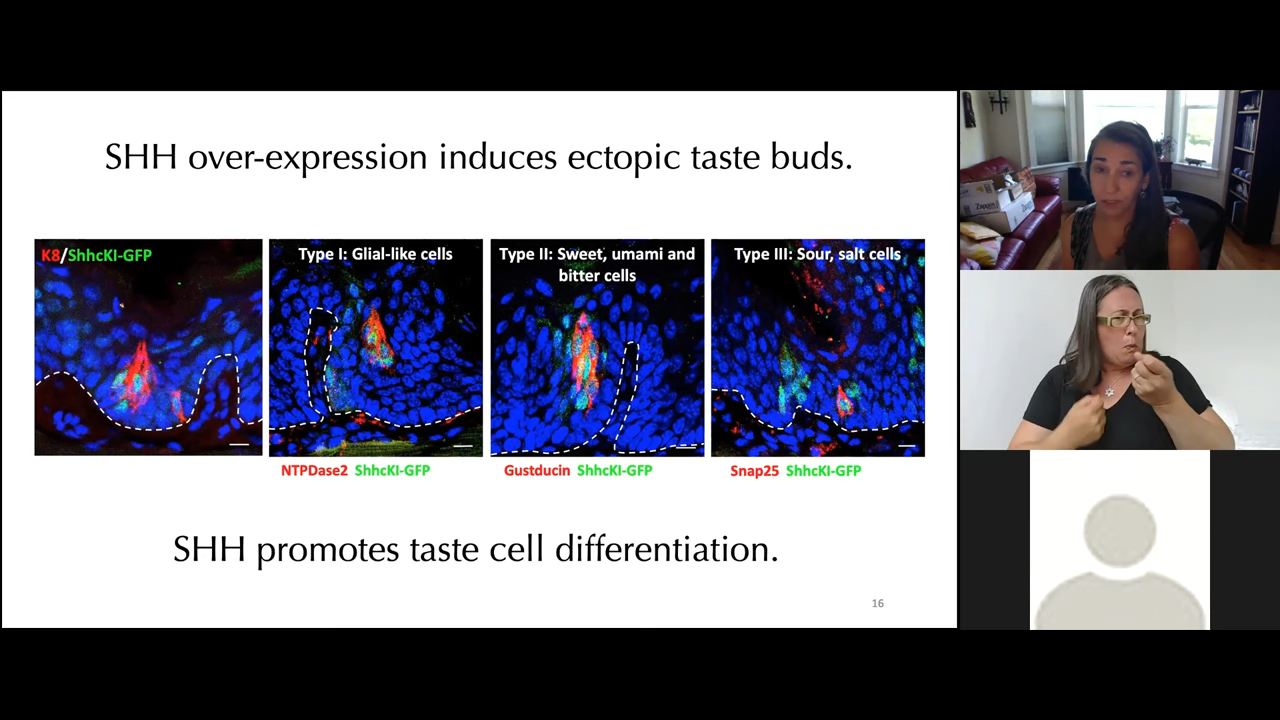 SHH over-expression induces ectopic taste buds.
K8/ShhcKI-GFP
Type I: Glial-like cells
Type II: Sweet, umami and
bitter cells
Type III: Sour, salt cells
NTPDase2 ShhcKI-GFP
Gustducin ShhcKI-GFP
Snap25 ShhcKI-GFP
SHH promotes taste cell differentiation.
16